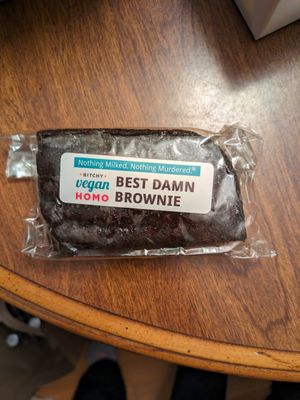 Nothing Milked. Nothing Murdered.®
• BITCHY •
vegan
HOMO
BEST DAMN
BROWNIE